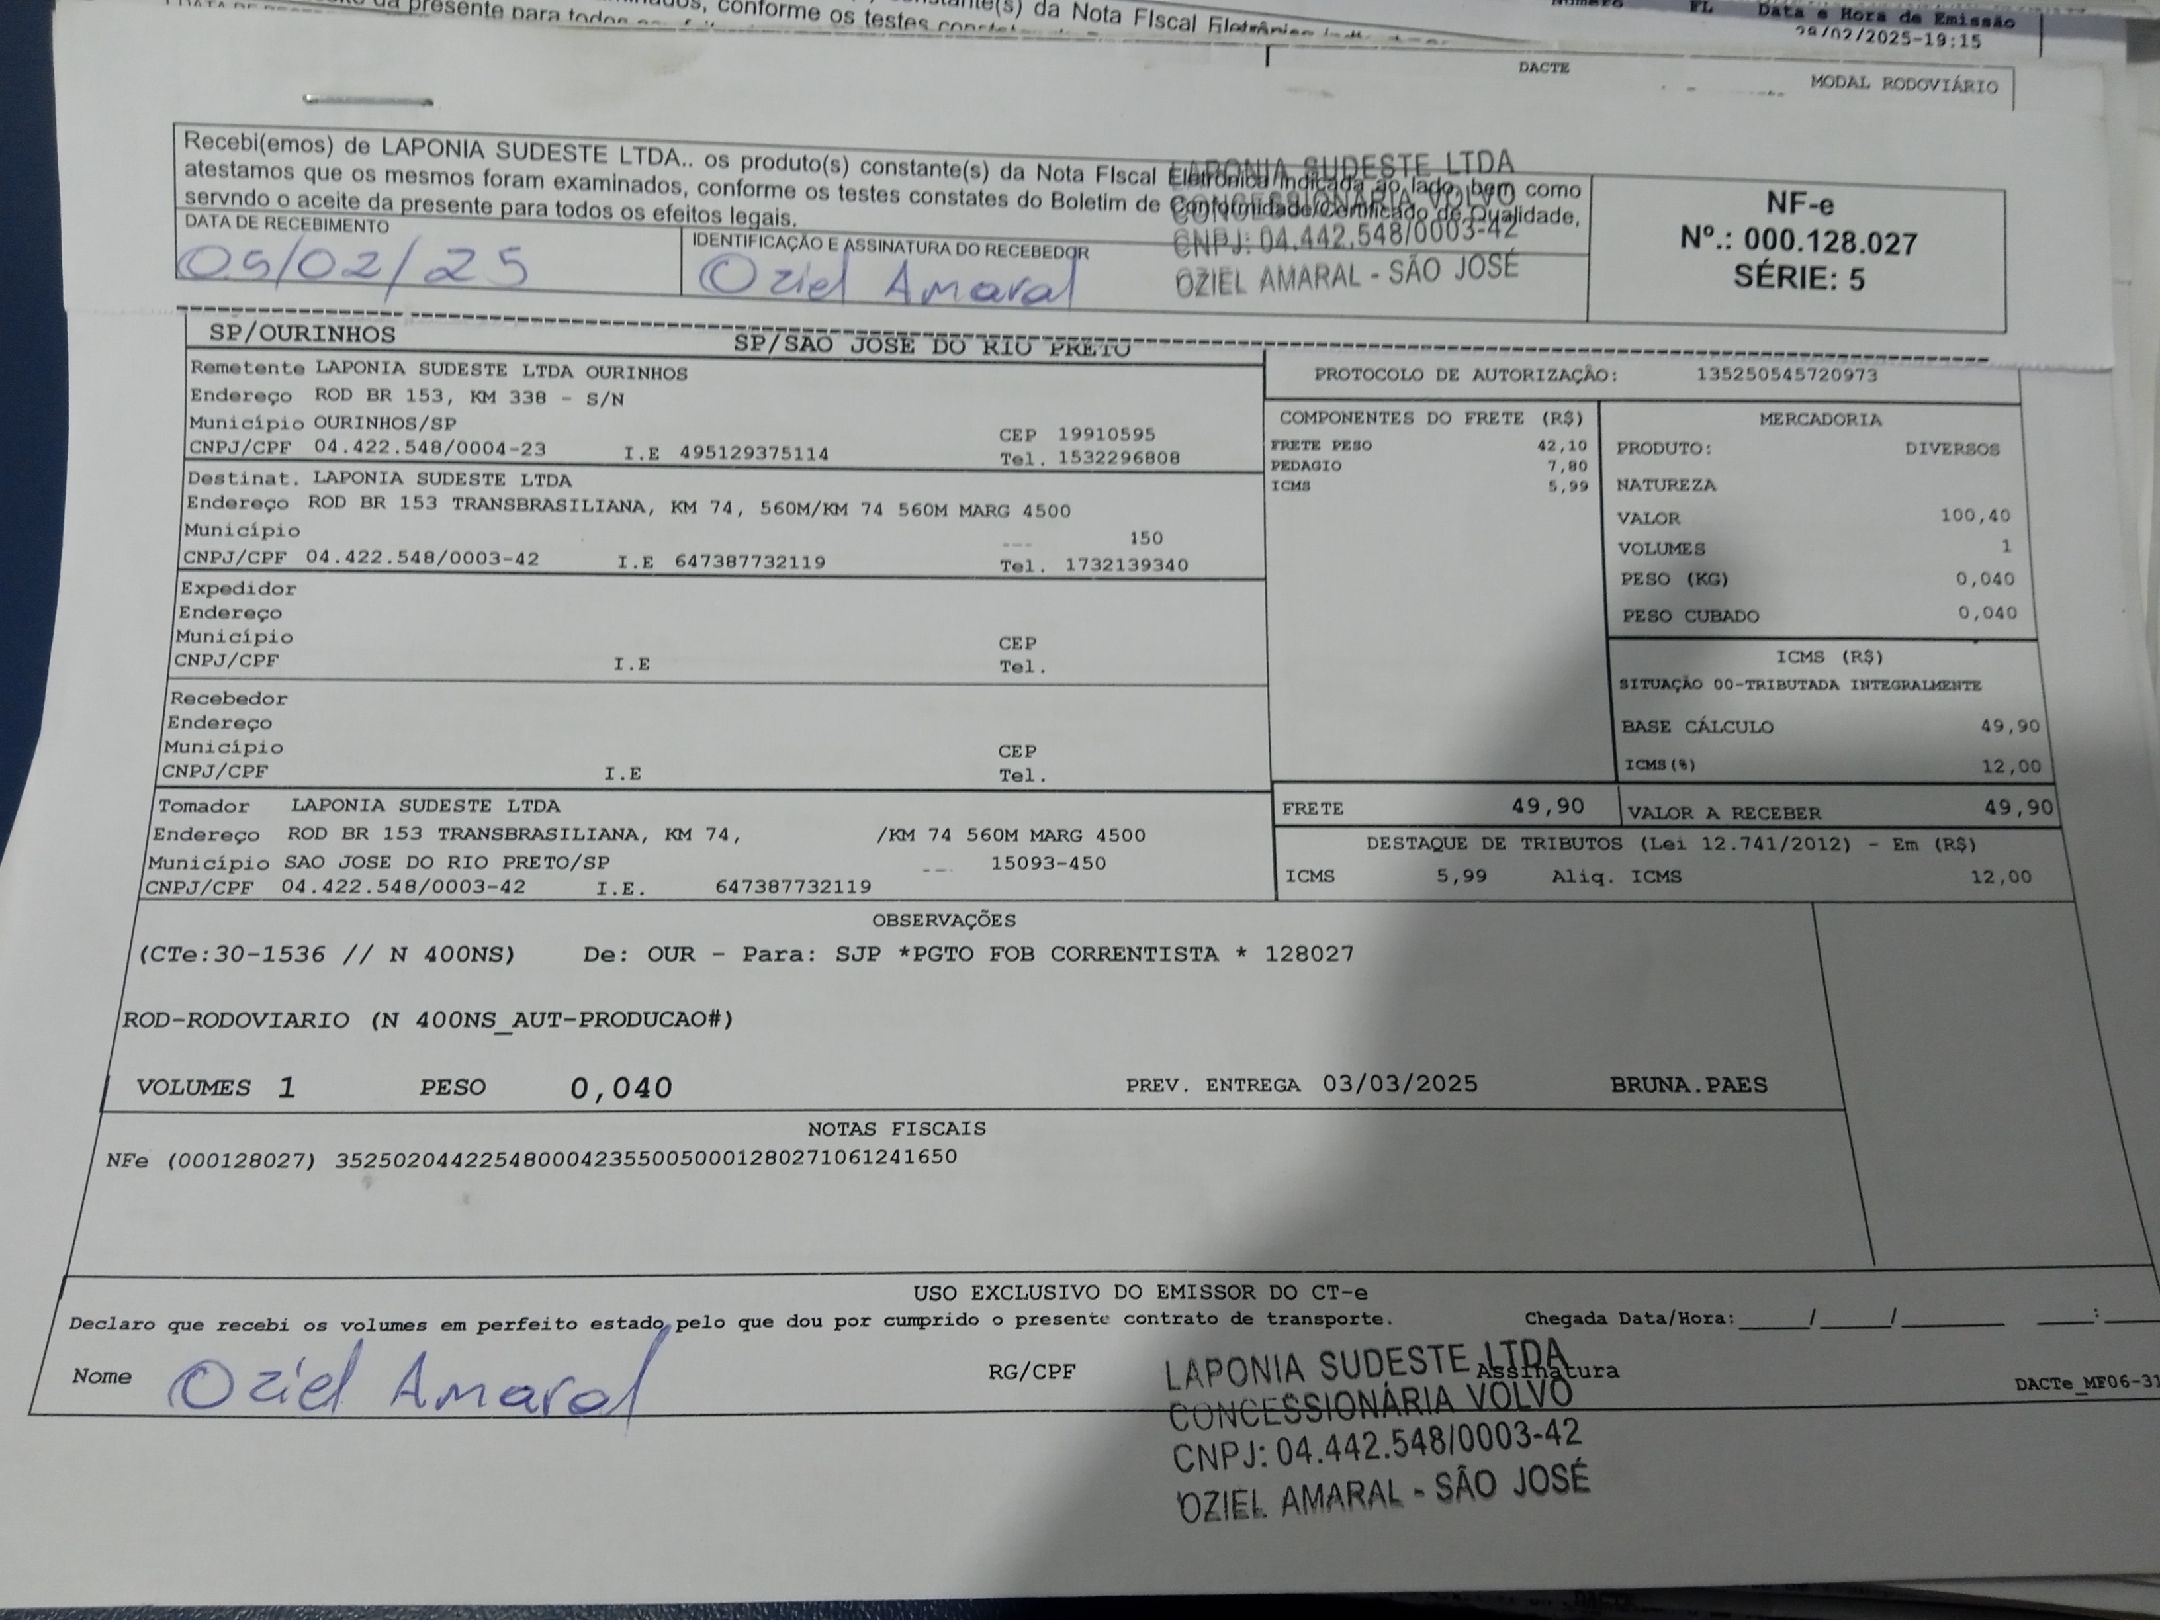 da presente para todos
conforme os testes
da Nota FIscal Eletrônica
FL Data e Hora de Emissão
28/02/2025-19:15
DACTE
MODAL RODOVIÁRIO
Recebi(emos) de LAPONIA SUDESTE LTDA.. os produto(s) constante(s) da Nota FIscal Eletrônica indicada ao lado, bem como
atestamos que os mesmos foram examinados, conforme os testes constates do Boletim de Conformidade/Certificado de Qualidade,
servndo o aceite da presente para todos os efeitos legais.
LAPONIA SUDESTE LTDA
CONCESSIONÁRIA VOLVO
CNPJ: 04.442.548/0003-42
OZIEL AMARAL - SÃO JOSÉ
NF-e
Nº.: 000.128.027
SÉRIE: 5
DATA DE RECEBIMENTO
05/02/25
IDENTIFICAÇÃO E ASSINATURA DO RECEBEDOR
Oziel Amaral
SP/OURINHOS SP/SAO JOSE DO RIO PRETO
Remetente LAPONIA SUDESTE LTDA OURINHOS
Endereço ROD BR 153, KM 338 - S/N
Município OURINHOS/SP CEP 19910595
CNPJ/CPF 04.422.548/0004-23 I.E 495129375114 Tel. 1532296808
Destinat. LAPONIA SUDESTE LTDA
Endereço ROD BR 153 TRANSBRASILIANA, KM 74, 560M/KM 74 560M MARG 4500
Município 150
CNPJ/CPF 04.422.548/0003-42 I.E 647387732119 Tel. 1732139340
Expedidor
Endereço
Município CEP
CNPJ/CPF I.E Tel.
Recebedor
Endereço
Município CEP
CNPJ/CPF I.E Tel.
Tomador LAPONIA SUDESTE LTDA
Endereço ROD BR 153 TRANSBRASILIANA, KM 74, /KM 74 560M MARG 4500
Município SAO JOSE DO RIO PRETO/SP 15093-450
CNPJ/CPF 04.422.548/0003-42 I.E. 647387732119
PROTOCOLO DE AUTORIZAÇÃO: 135250545720973
COMPONENTES DO FRETE (R$)
FRETE PESO 42,10
PEDAGIO 7,80
ICMS 5,99
MERCADORIA
PRODUTO: DIVERSOS
NATUREZA
VALOR 100,40
VOLUMES 1
PESO (KG) 0,040
PESO CUBADO 0,040
ICMS (R$)
SITUAÇÃO 00-TRIBUTADA INTEGRALMENTE
BASE CÁLCULO 49,90
ICMS(%) 12,00
FRETE 49,90 VALOR A RECEBER 49,90
DESTAQUE DE TRIBUTOS (Lei 12.741/2012) - Em (R$)
ICMS 5,99 Aliq. ICMS 12,00
OBSERVAÇÕES
(CTe:30-1536 // N 400NS) De: OUR - Para: SJP *PGTO FOB CORRENTISTA * 128027
ROD-RODOVIARIO (N 400NS_AUT-PRODUCAO#)
VOLUMES 1 PESO 0,040 PREV. ENTREGA 03/03/2025 BRUNA.PAES
NOTAS FISCAIS
NFe (000128027) 35250204422548000423550050001280271061241650
USO EXCLUSIVO DO EMISSOR DO CT-e
Declaro que recebi os volumes em perfeito estado pelo que dou por cumprido o presente contrato de transporte. Chegada Data/Hora:____/____/______ ____:____
Nome Oziel Amaral RG/CPF Assinatura
DACTe_MF06-31
LAPONIA SUDESTE LTDA
CONCESSIONÁRIA VOLVO
CNPJ: 04.442.548/0003-42
OZIEL AMARAL - SÃO JOSÉ